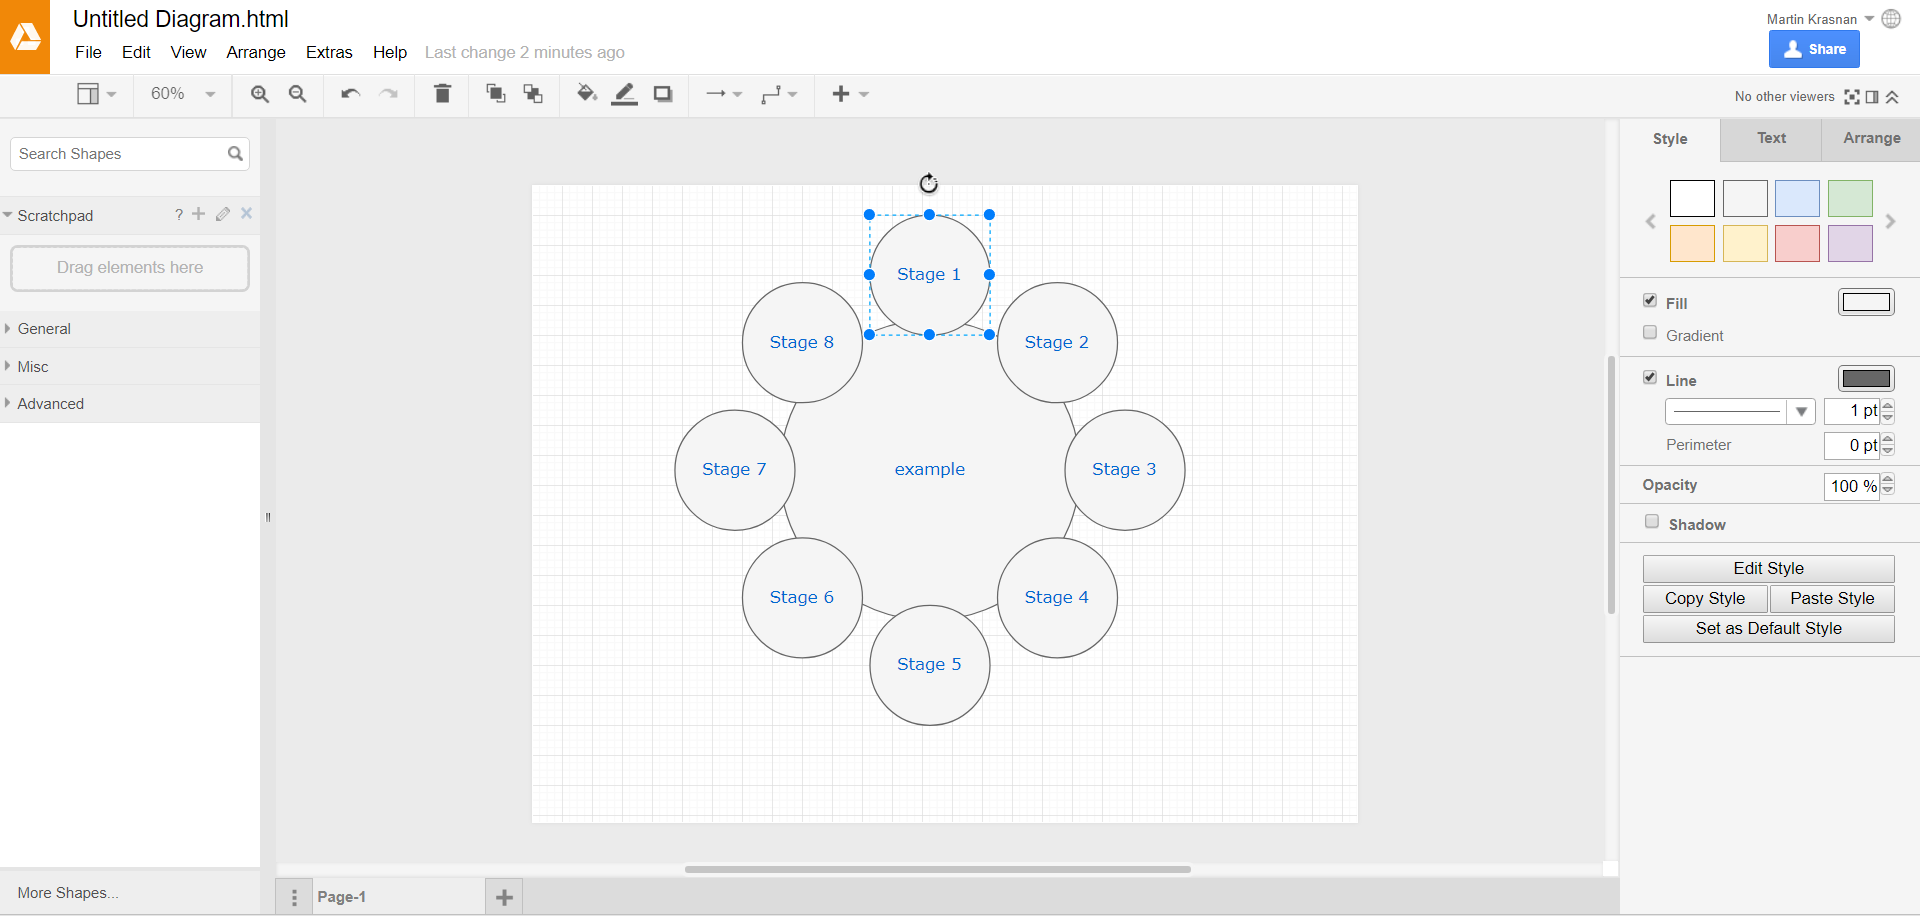 Untitled Diagram.html
Martin Krasnan
File Edit View Arrange Extras Help Last change 2 minutes ago
Share
60%
No other viewers
Search Shapes
Scratchpad ?
Drag elements here
General
Misc
Advanced
More Shapes...
Stage 1
Stage 8
Stage 2
Stage 7
example
Stage 3
Stage 6
Stage 4
Stage 5
Page-1
Style Text Arrange
Fill
Gradient
Line
1 pt
Perimeter 0 pt
Opacity 100 %
Shadow
Edit Style
Copy Style Paste Style
Set as Default Style